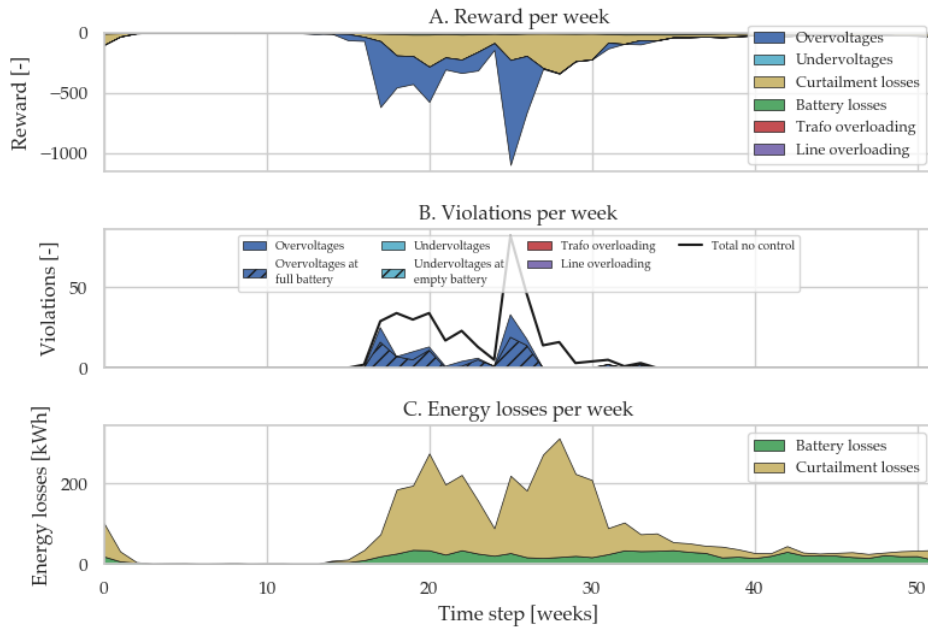 A. Reward per week
Reward [-]
0
−500
−1000
Overvoltages
Undervoltages
Curtailment losses
Battery losses
Trafo overloading
Line overloading
B. Violations per week
Violations [-]
50
0
Overvoltages
Overvoltages at
full battery
Undervoltages
Undervoltages at
empty battery
Trafo overloading
Line overloading
Total no control
C. Energy losses per week
Energy losses [kWh]
200
0
Battery losses
Curtailment losses
0 10 20 30 40 50
Time step [weeks]